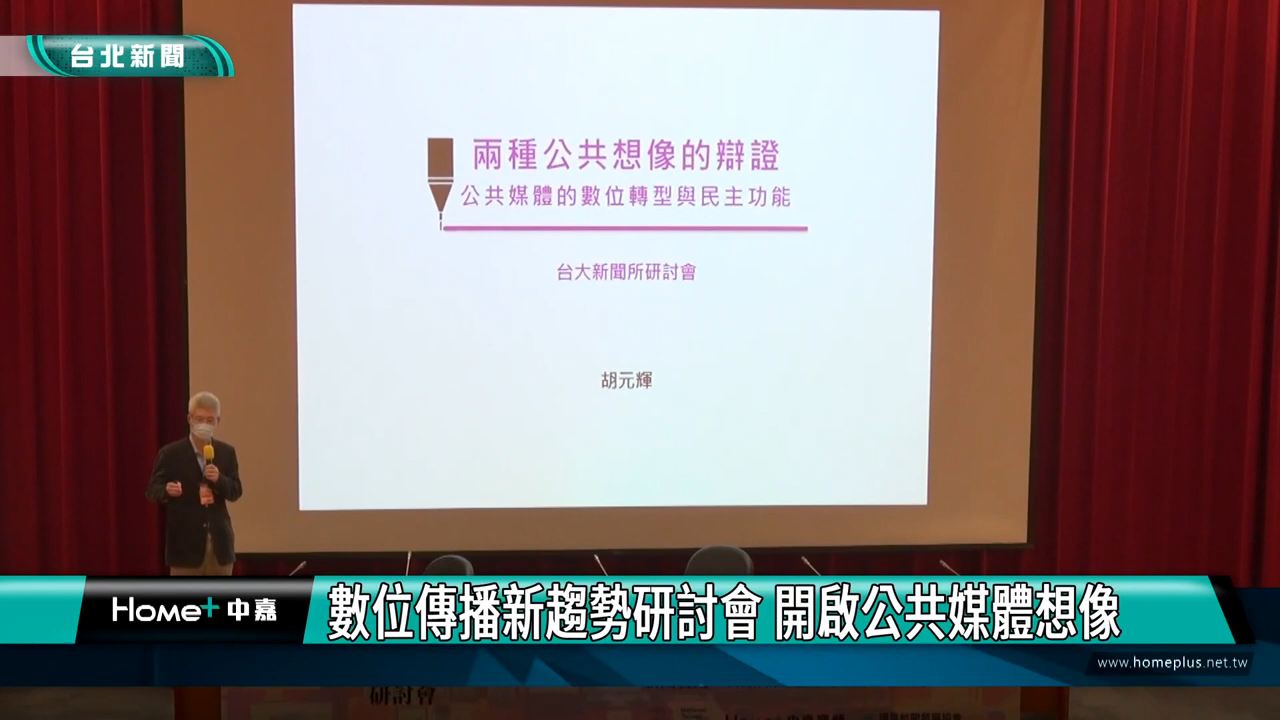 台北新聞
兩種公共想像的辯證
公共媒體的數位轉型與民主功能
台大新聞所研討會
胡元輝
Home+ 中嘉
數位傳播新趨勢研討會 開啟公共媒體想像
www.homeplus.net.tw
研討會